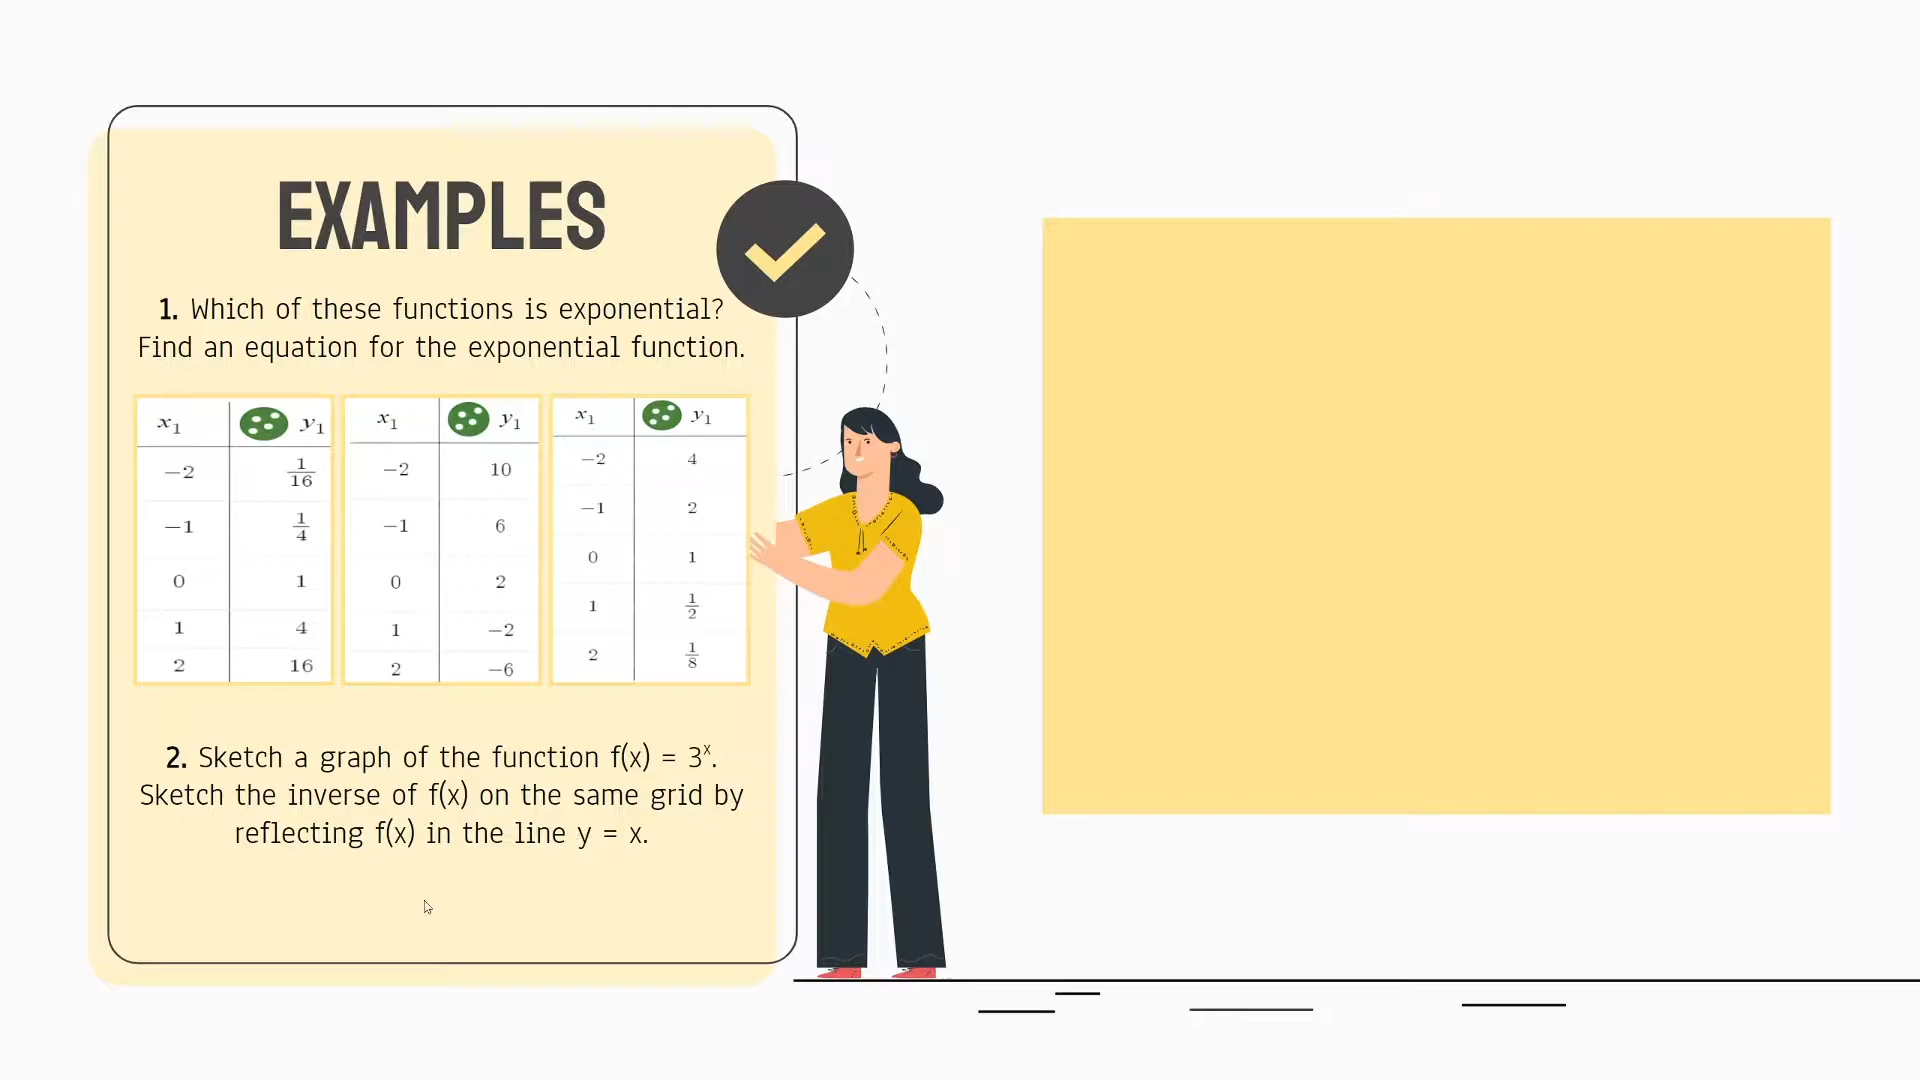 EXAMPLES
1. Which of these functions is exponential?
Find an equation for the exponential function.
x₁ y₁
−2 1/16
−1 1/4
0 1
1 4
2 16
x₁ y₁
−2 10
−1 6
0 2
1 −2
2 −6
x₁ y₁
−2 4
−1 2
0 1
1 1/2
2 1/8
2. Sketch a graph of the function f(x) = 3ˣ.
Sketch the inverse of f(x) on the same grid by
reflecting f(x) in the line y = x.